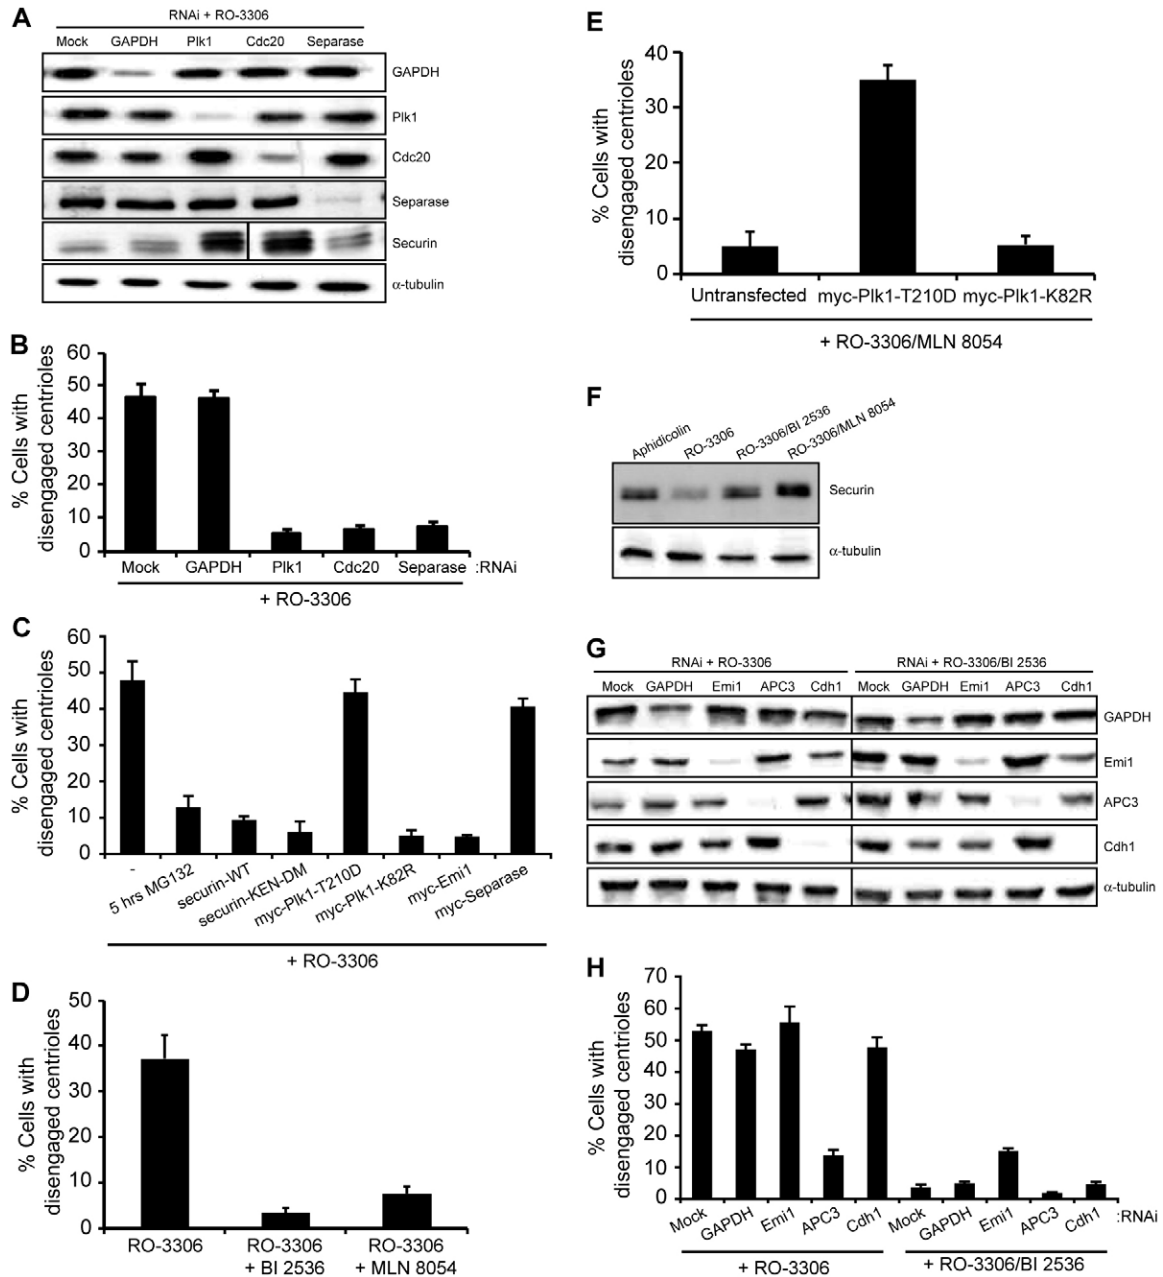 A
RNAi + RO-3306
Mock GAPDH Plk1 Cdc20 Separase
GAPDH
Plk1
Cdc20
Separase
Securin
α-tubulin
B
% Cells with
disengaged centrioles
60
50
40
30
20
10
0
Mock GAPDH Plk1 Cdc20 Separase :RNAi
+ RO-3306
C
% Cells with
disengaged centrioles
60
50
40
30
20
10
0
-
5 hrs MG132
securin-WT
securin-KEN-DM
myc-Plk1-T210D
myc-Plk1-K82R
myc-Emi1
myc-Separase
+ RO-3306
D
% Cells with
disengaged centrioles
50
40
30
20
10
0
RO-3306 RO-3306 RO-3306
+ BI 2536 + MLN 8054
E
% Cells with
disengaged centrioles
40
30
20
10
0
Untransfected myc-Plk1-T210D myc-Plk1-K82R
+ RO-3306/MLN 8054
F
Aphidicolin
RO-3306
RO-3306/BI 2536
RO-3306/MLN 8054
Securin
α-tubulin
G
RNAi + RO-3306 RNAi + RO-3306/BI 2536
Mock GAPDH Emi1 APC3 Cdh1 Mock GAPDH Emi1 APC3 Cdh1
GAPDH
Emi1
APC3
Cdh1
α-tubulin
H
% Cells with
disengaged centrioles
70
60
50
40
30
20
10
0
Mock GAPDH Emi1 APC3 Cdh1 Mock GAPDH Emi1 APC3 Cdh1 :RNAi
+ RO-3306 + RO-3306/BI 2536